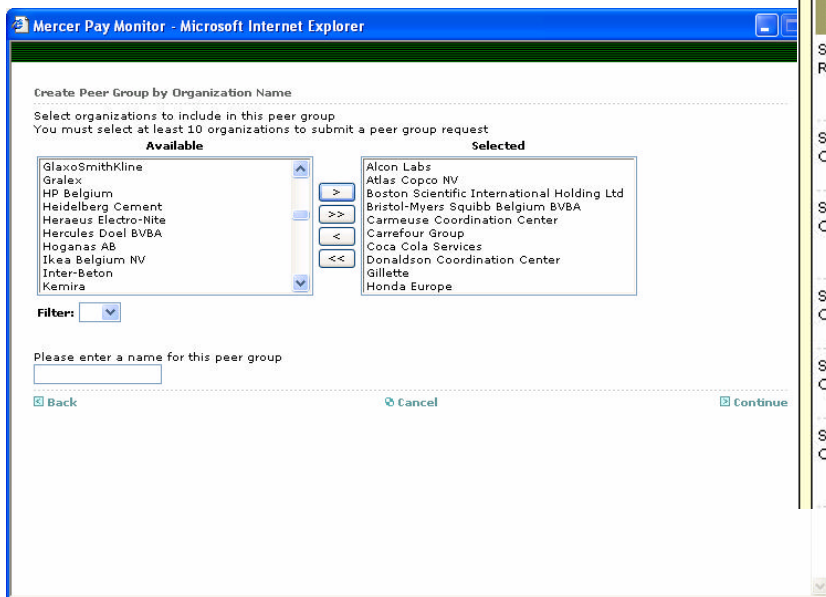 Mercer Pay Monitor - Microsoft Internet Explorer
Create Peer Group by Organization Name
Select organizations to include in this peer group
You must select at least 10 organizations to submit a peer group request
Available
Selected
GlaxoSmithKline
Gralex
HP Belgium
Heidelberg Cement
Heraeus Electro-Nite
Hercules Doel BVBA
Hoganas AB
Ikea Belgium NV
Inter-Beton
Kemira
>
>>
<
<<
Alcon Labs
Atlas Copco NV
Boston Scientific International Holding Ltd
Bristol-Myers Squibb Belgium BVBA
Carmeuse Coordination Center
Carrefour Group
Coca Cola Services
Donaldson Coordination Center
Gillette
Honda Europe
Filter:
Please enter a name for this peer group
Back
Cancel
Continue